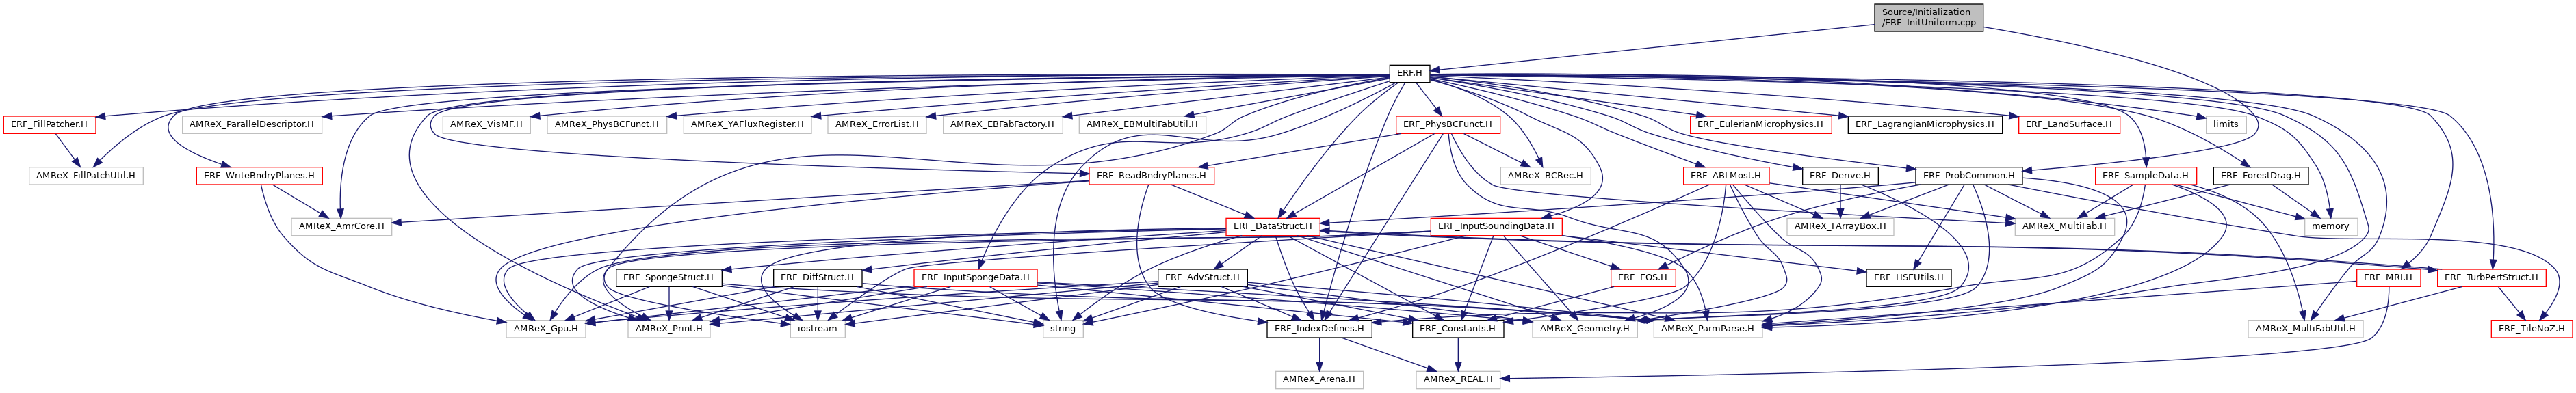 Source/Initialization
/ERF_InitUniform.cpp
ERF.H
ERF_FillPatcher.H
AMReX_ParallelDescriptor.H
AMReX_VisMF.H
AMReX_PhysBCFunct.H
AMReX_YAFluxRegister.H
AMReX_ErrorList.H
AMReX_EBFabFactory.H
AMReX_EBMultiFabUtil.H
ERF_PhysBCFunct.H
ERF_EulerianMicrophysics.H
ERF_LagrangianMicrophysics.H
ERF_LandSurface.H
limits
AMReX_FillPatchUtil.H
ERF_WriteBndryPlanes.H
ERF_ReadBndryPlanes.H
AMReX_BCRec.H
ERF_ABLMost.H
ERF_Derive.H
ERF_ProbCommon.H
ERF_SampleData.H
ERF_ForestDrag.H
AMReX_AmrCore.H
ERF_DataStruct.H
ERF_InputSoundingData.H
AMReX_FArrayBox.H
AMReX_MultiFab.H
memory
ERF_SpongeStruct.H
ERF_DiffStruct.H
ERF_InputSpongeData.H
ERF_AdvStruct.H
ERF_EOS.H
ERF_HSEUtils.H
ERF_MRI.H
ERF_TurbPertStruct.H
AMReX_Gpu.H
AMReX_Print.H
iostream
string
ERF_IndexDefines.H
ERF_Constants.H
AMReX_Geometry.H
AMReX_ParmParse.H
AMReX_MultiFabUtil.H
ERF_TileNoZ.H
AMReX_Arena.H
AMReX_REAL.H